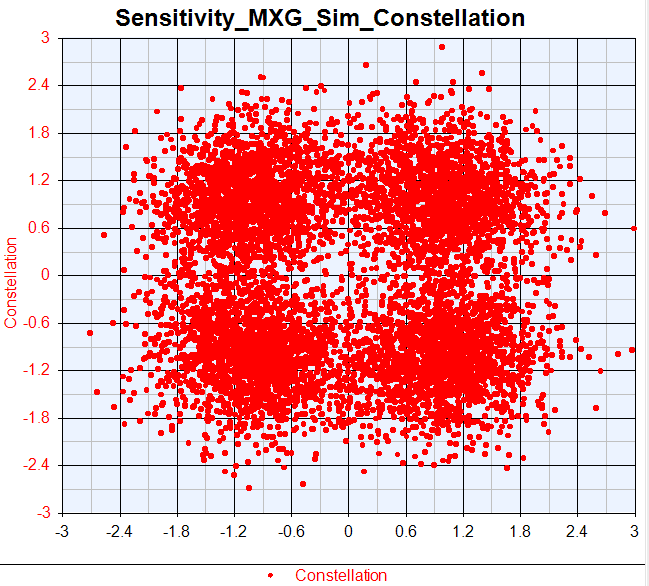 Sensitivity_MXG_Sim_Constellation
3
2.4
1.8
1.2
0.6
0
-0.6
-1.2
-1.8
-2.4
-3
Constellation
-3 -2.4 -1.8 -1.2 -0.6 0 0.6 1.2 1.8 2.4 3
Constellation